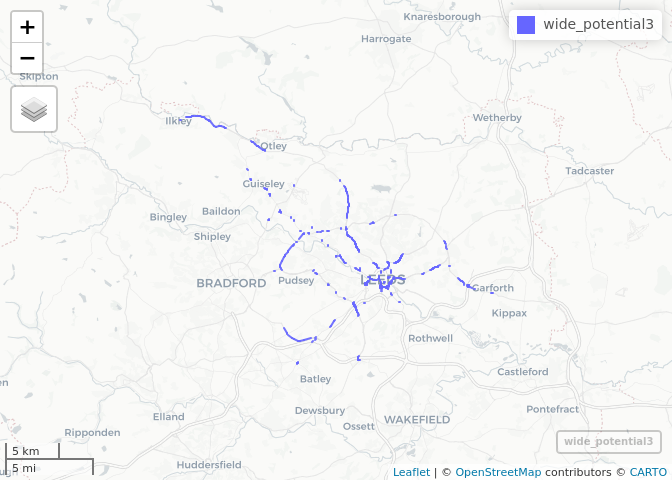 +
−
wide_potential3
Knaresborough
Harrogate
Skipton
Ilkley
Wetherby
Otley
Tadcaster
Guiseley
Baildon
Bingley
Shipley
BRADFORD
Pudsey
LEEDS
Garforth
Kippax
Rothwell
Castleford
Batley
Pontefract
Dewsbury
Elland
WAKEFIELD
Ossett
Ripponden
wide_potential3
5 km
5 mi
Huddersfield
Leaflet | © OpenStreetMap contributors © CARTO